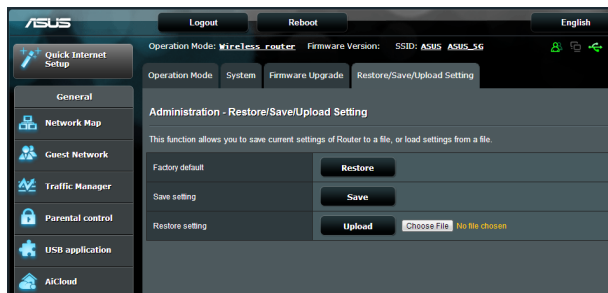 ASUS
Logout
Reboot
English
Quick Internet
Setup
Operation Mode: Wireless router Firmware Version: SSID: ASUS ASUS_5G
Operation Mode
System
Firmware Upgrade
Restore/Save/Upload Setting
General
Network Map
Guest Network
Traffic Manager
Parental control
USB application
AiCloud
Administration - Restore/Save/Upload Setting
This function allows you to save current settings of Router to a file, or load settings from a file.
Factory default Restore
Save setting Save
Restore setting Upload Choose File No file chosen